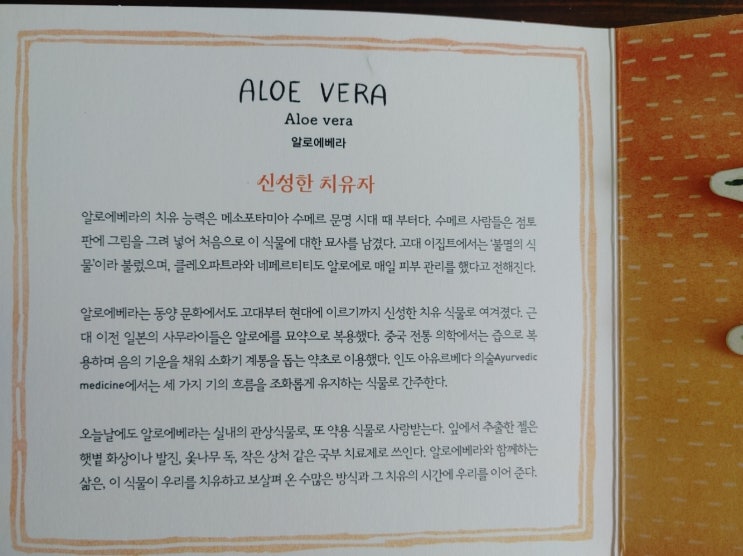 ALOE VERA
Aloe vera
알로에베라
신성한 치유자
알로에베라의 치유 능력은 메소포타미아 수메르 문명 시대 때 부터다. 수메르 사람들은 점토
판에 그림을 그려 넣어 처음으로 이 식물에 대한 묘사를 남겼다. 고대 이집트에서는 ‘불멸의 식
물’이라 불렀으며, 클레오파트라와 네페르티티도 알로에로 매일 피부 관리를 했다고 전해진다.
알로에베라는 동양 문화에서도 고대부터 현대에 이르기까지 신성한 치유 식물로 여겨졌다. 근
대 이전 일본의 사무라이들은 알로에를 묘약으로 복용했다. 중국 전통 의학에서는 즙으로 복
용하며 음의 기운을 채워 소화기 계통을 돕는 약초로 이용했다. 인도 아유르베다 의술Ayurvedic
medicine에서는 세 가지 기의 흐름을 조화롭게 유지하는 식물로 간주한다.
오늘날에도 알로에베라는 실내의 관상식물로, 또 약용 식물로 사랑받는다. 잎에서 추출한 젤은
햇볕 화상이나 발진, 옻나무 독, 작은 상처 같은 국부 치료제로 쓰인다. 알로에베라와 함께하는
삶은, 이 식물이 우리를 치유하고 보살펴 온 수많은 방식과 그 치유의 시간에 우리를 이어 준다.